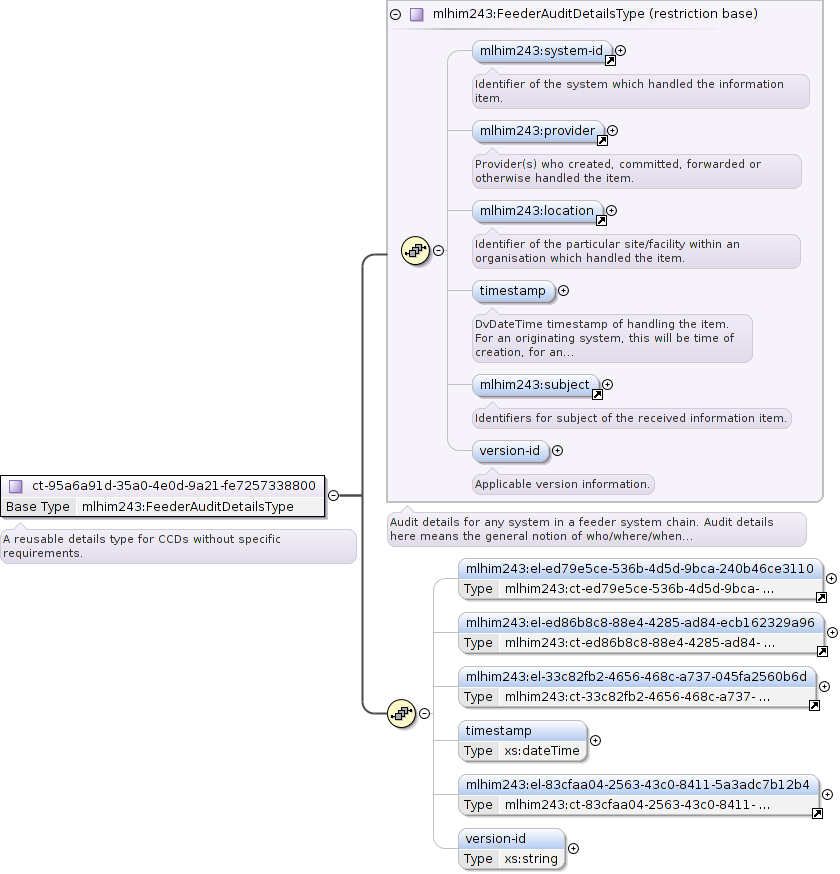 mlhim243:FeederAuditDetailsType (restriction base)
mlhim243:system-id
Identifier of the system which handled the information
item.
mlhim243:provider
Provider(s) who created, committed, forwarded or
otherwise handled the item.
mlhim243:location
Identifier of the particular site/facility within an
organisation which handled the item.
timestamp
DvDateTime timestamp of handling the item.
For an originating system, this will be time of
creation, for an...
mlhim243:subject
Identifiers for subject of the received information item.
version-id
Applicable version information.
ct-95a6a91d-35a0-4e0d-9a21-fe7257338800
Base Type mlhim243:FeederAuditDetailsType
A reusable details type for CCDs without specific
requirements.
Audit details for any system in a feeder system chain. Audit details
here means the general notion of who/where/when...
mlhim243:el-ed79e5ce-536b-4d5d-9bca-240b46ce3110
Type mlhim243:ct-ed79e5ce-536b-4d5d-9bca- ...
mlhim243:el-ed86b8c8-88e4-4285-ad84-ecb162329a96
Type mlhim243:ct-ed86b8c8-88e4-4285-ad84- ...
mlhim243:el-33c82fb2-4656-468c-a737-045fa2560b6d
Type mlhim243:ct-33c82fb2-4656-468c-a737- ...
timestamp
Type xs:dateTime
mlhim243:el-83cfaa04-2563-43c0-8411-5a3adc7b12b4
Type mlhim243:ct-83cfaa04-2563-43c0-8411- ...
version-id
Type xs:string